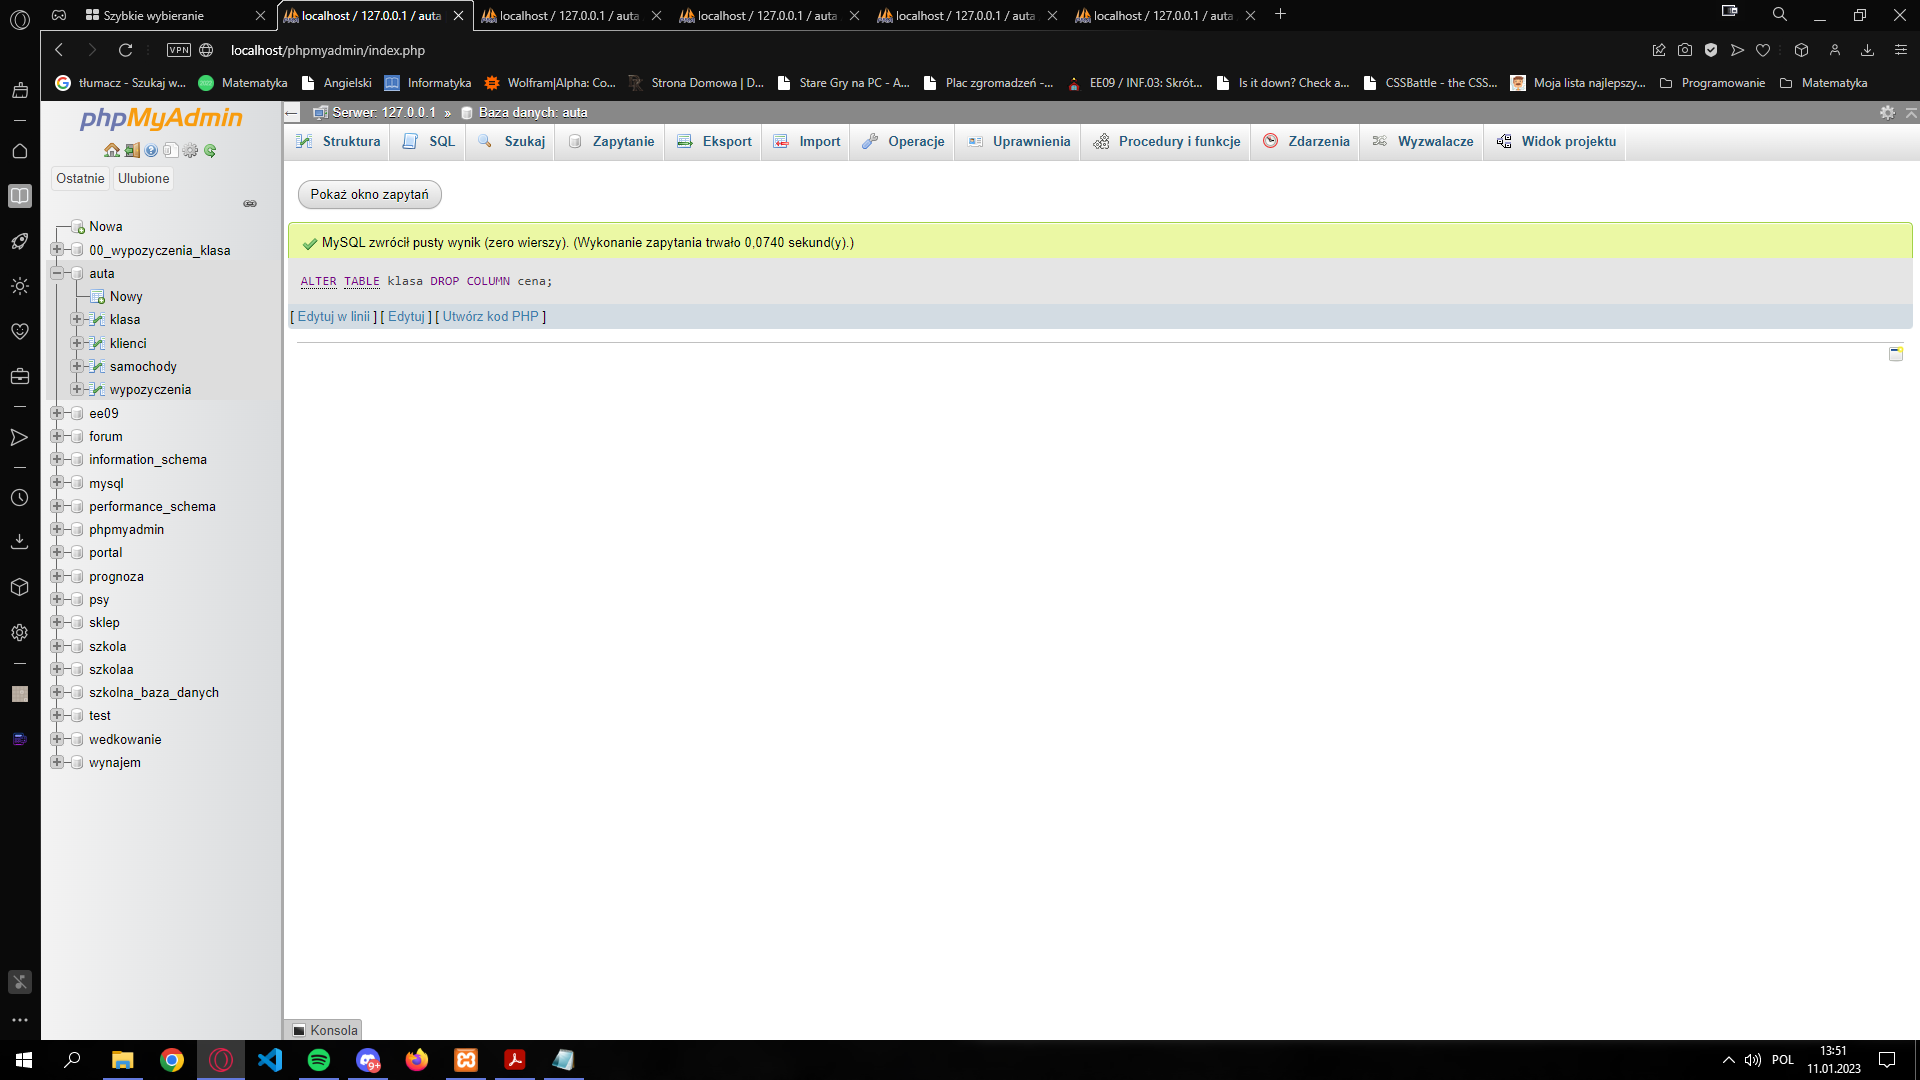 Szybkie wybieranie
localhost / 127.0.0.1 / auta
localhost / 127.0.0.1 / auta
localhost / 127.0.0.1 / auta
localhost / 127.0.0.1 / auta
localhost / 127.0.0.1 / auta
VPN
localhost/phpmyadmin/index.php
tłumacz - Szukaj w...
Matematyka
Angielski
Informatyka
Wolfram|Alpha: Co...
Strona Domowa | D...
Stare Gry na PC - A...
Plac zgromadzeń -...
EE09 / INF.03: Skrót...
Is it down? Check a...
CSSBattle - the CSS...
Moja lista najlepszy...
Programowanie
Matematyka
phpMyAdmin
Ostatnie
Ulubione
Nowa
00_wypozyczenia_klasa
auta
Nowy
klasa
klienci
samochody
wypozyczenia
ee09
forum
information_schema
mysql
performance_schema
phpmyadmin
portal
prognoza
psy
sklep
szkola
szkolaa
szkolna_baza_danych
test
wedkowanie
wynajem
Serwer: 127.0.0.1 » Baza danych: auta
Struktura
SQL
Szukaj
Zapytanie
Eksport
Import
Operacje
Uprawnienia
Procedury i funkcje
Zdarzenia
Wyzwalacze
Widok projektu
Pokaż okno zapytań
MySQL zwrócił pusty wynik (zero wierszy). (Wykonanie zapytania trwało 0,0740 sekund(y).)
ALTER TABLE klasa DROP COLUMN cena;
[ Edytuj w linii ] [ Edytuj ] [ Utwórz kod PHP ]
Konsola
9+
POL
13:51
11.01.2023